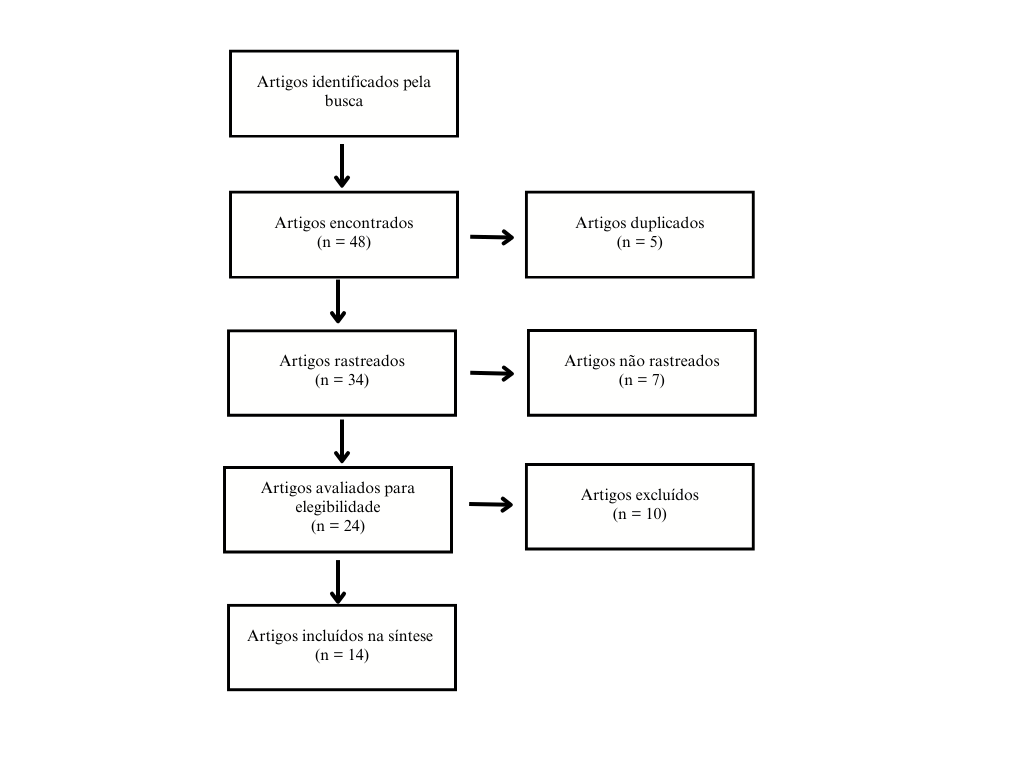 Artigos identificados pela
busca
Artigos encontrados
(n = 48)
Artigos duplicados
(n = 5)
Artigos rastreados
(n = 34)
Artigos não rastreados
(n = 7)
Artigos avaliados para
elegibilidade
(n = 24)
Artigos excluídos
(n = 10)
Artigos incluídos na síntese
(n = 14)